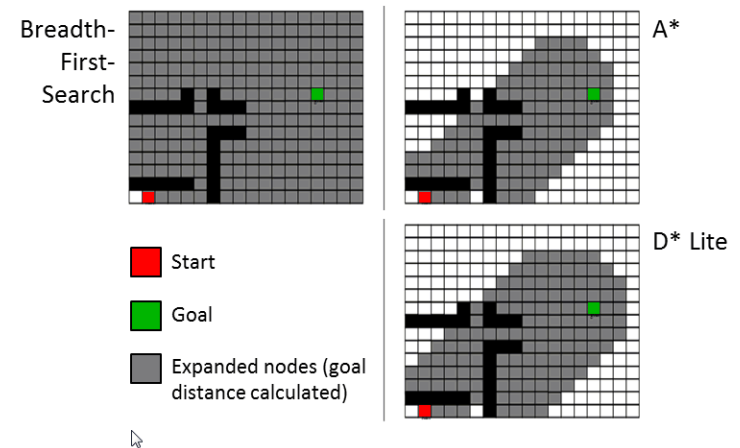 Breadth-
First-
Search
A*
D* Lite
Start
Goal
Expanded nodes (goal
distance calculated)